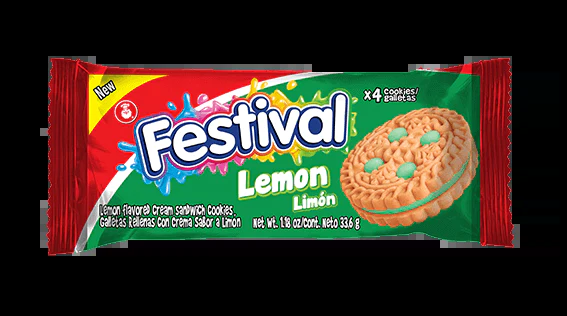 New
x4 Cookies/
galletas
Festival
Lemon
Limón
Lemon flavored Cream Sandwich Cookies
Galletas Rellenas Con Crema Sabor a Limon
Net Wt. 1.18 oz/Cont. Neto 33,6 g